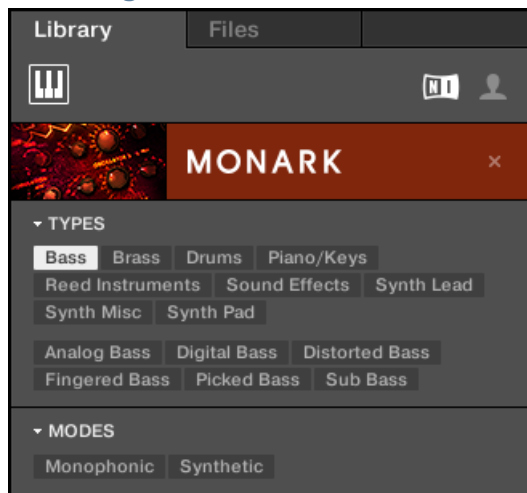 Library Files
NI
MONARK ×
TYPES
Bass Brass Drums Piano/Keys
Reed Instruments Sound Effects Synth Lead
Synth Misc Synth Pad
Analog Bass Digital Bass Distorted Bass
Fingered Bass Picked Bass Sub Bass
MODES
Monophonic Synthetic